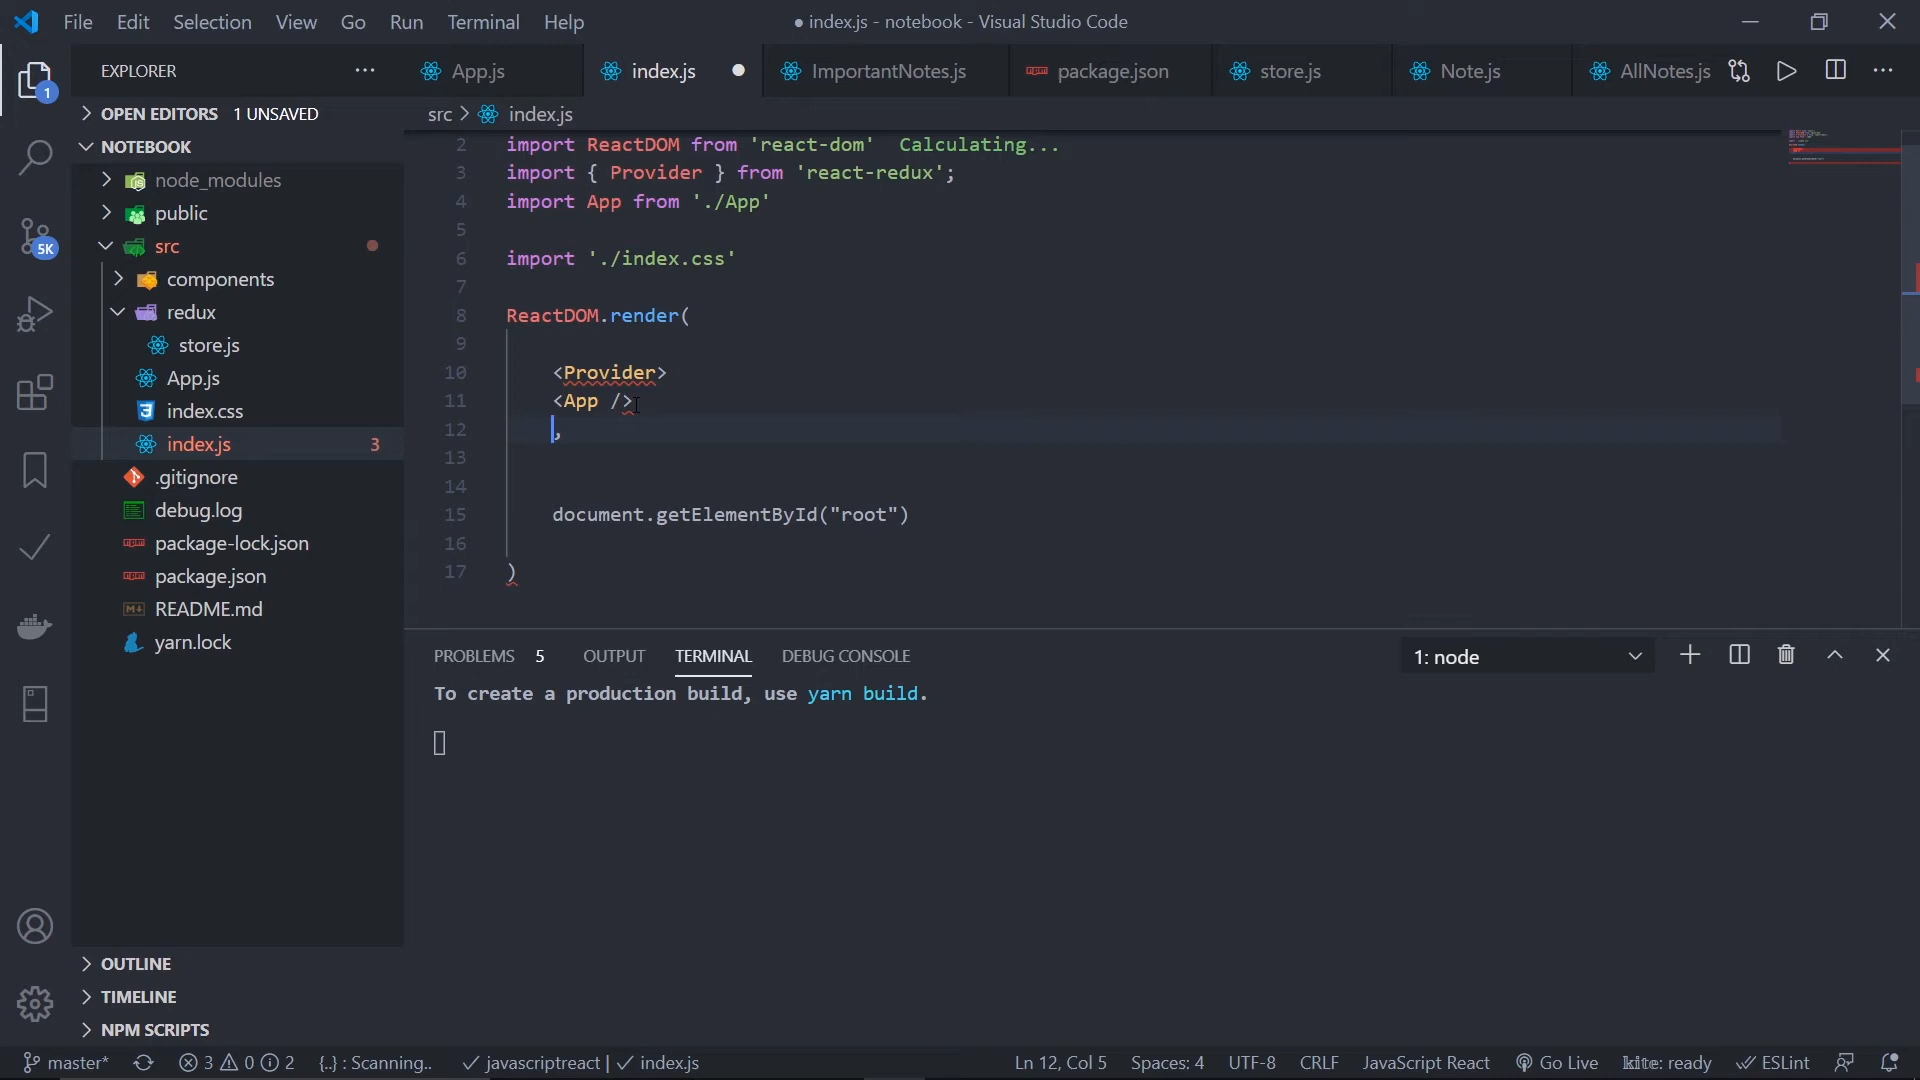 File Edit Selection View Go Run Terminal Help ● index.js - notebook - Visual Studio Code
EXPLORER ··· App.js index.js ImportantNotes.js package.json store.js Note.js AllNotes.js ···
1
OPEN EDITORS 1 UNSAVED
src > index.js
NOTEBOOK
node_modules
public
src
components
redux
store.js
App.js
index.css
index.js 3
.gitignore
debug.log
package-lock.json
package.json
README.md
yarn.lock
5K
OUTLINE
TIMELINE
NPM SCRIPTS
2 import ReactDOM from 'react-dom' Calculating...
3 import { Provider } from 'react-redux';
4 import App from './App'
5
6 import './index.css'
7
8 ReactDOM.render(
9
10 <Provider>
11 <App />
12 ,
13
14
15 document.getElementById("root")
16
17 )
PROBLEMS 5 OUTPUT TERMINAL DEBUG CONSOLE 1: node
To create a production build, use yarn build.
master* 3 0 2 {..} : Scanning.. javascriptreact | index.js Ln 12, Col 5 Spaces: 4 UTF-8 CRLF JavaScript React Go Live kite: ready ESLint